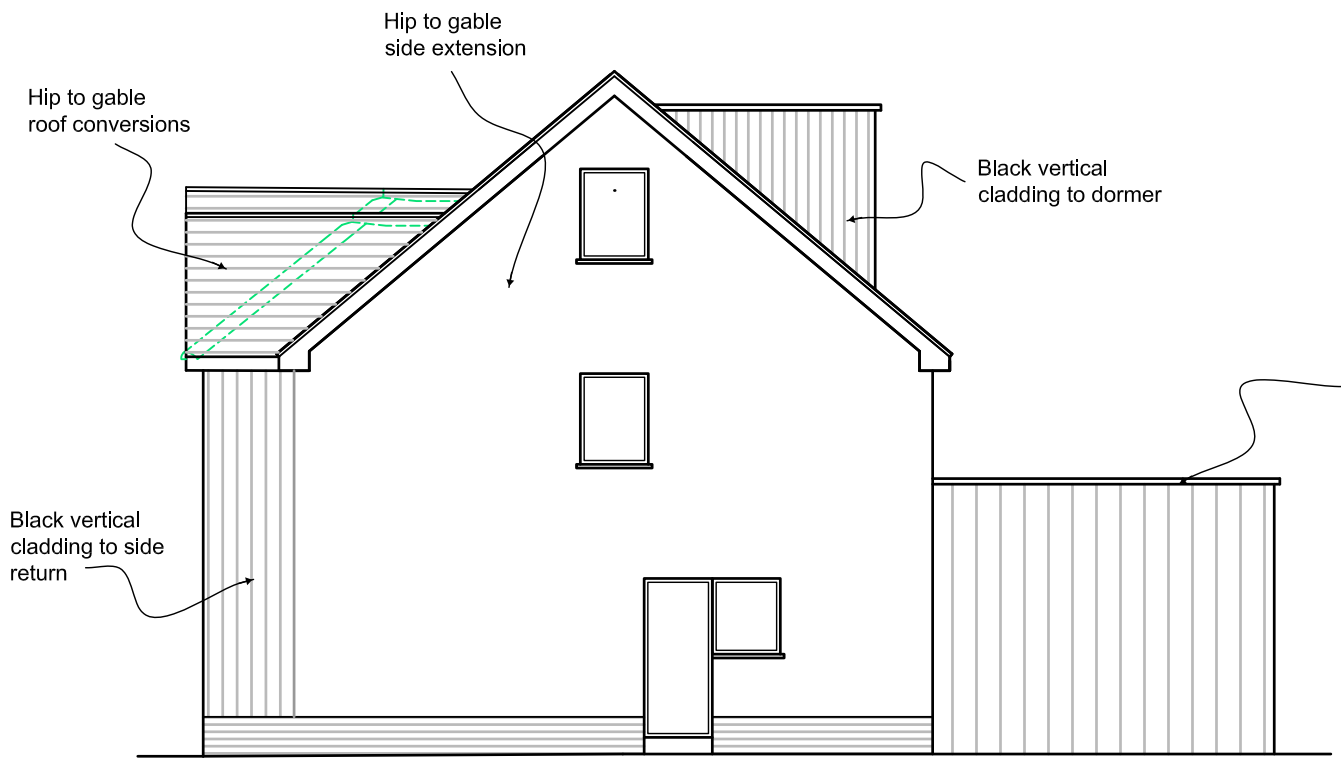 Hip to gable
side extension
Hip to gable
roof conversions
Black vertical
cladding to dormer
Black vertical
cladding to side
return